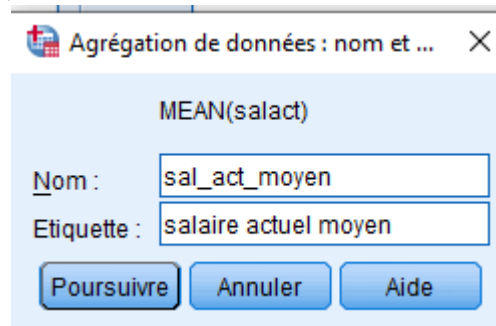 Agrégation de données : nom et ...
MEAN(salact)
Nom : sal_act_moyen
Etiquette : salaire actuel moyen
Poursuivre Annuler Aide